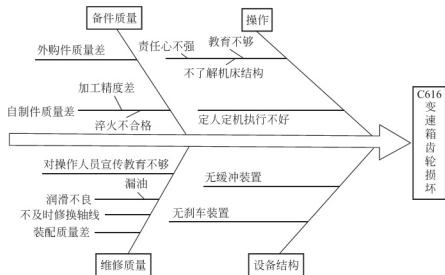 备件质量
操作
外购件质量差
责任心不强
教育不够
不了解机床结构
加工精度差
自制件质量差
淬火不合格
定人定机执行不好
C616
变速箱齿轮损坏
对操作人员宣传教育不够
漏油
润滑不良
不及时修换轴线
装配质量差
无缓冲装置
无刹车装置
维修质量
设备结构